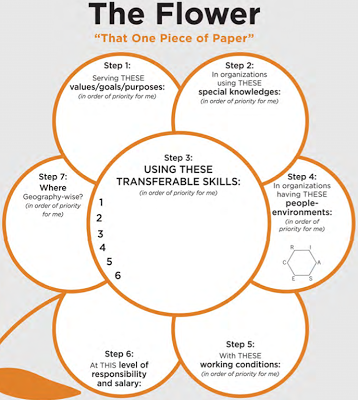 The Flower
"That One Piece of Paper"
Step 1:
Serving THESE
values/goals/purposes:
(in order of priority for me)
Step 2:
In organizations
using THESE
special knowledges:
(in order of priority for me)
Step 3:
USING THESE
TRANSFERABLE SKILLS:
(in order of priority for me)
1
2
3
4
5
6
Step 4:
In organizations
having THESE
people-
environments:
(in order of
priority for me)
R I
C A
E S
Step 5:
With THESE
working conditions:
(in order of priority for me)
Step 6:
At THIS level of
responsibility
and salary:
Step 7:
Where
Geography-wise?
(in order of priority
for me)